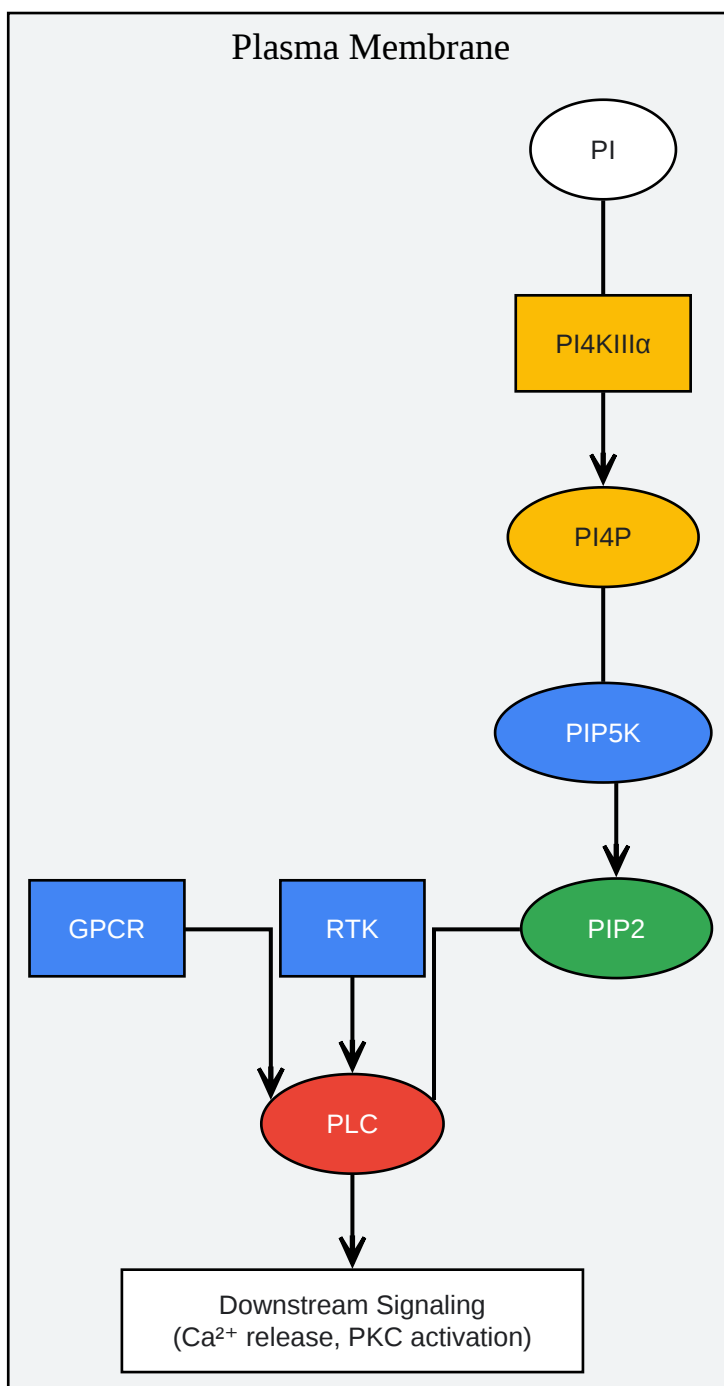 Plasma Membrane
PI
PI4KIIIα
PI4P
PIP5K
GPCR
RTK
PIP2
PLC
Downstream Signaling
(Ca²⁺ release, PKC activation)